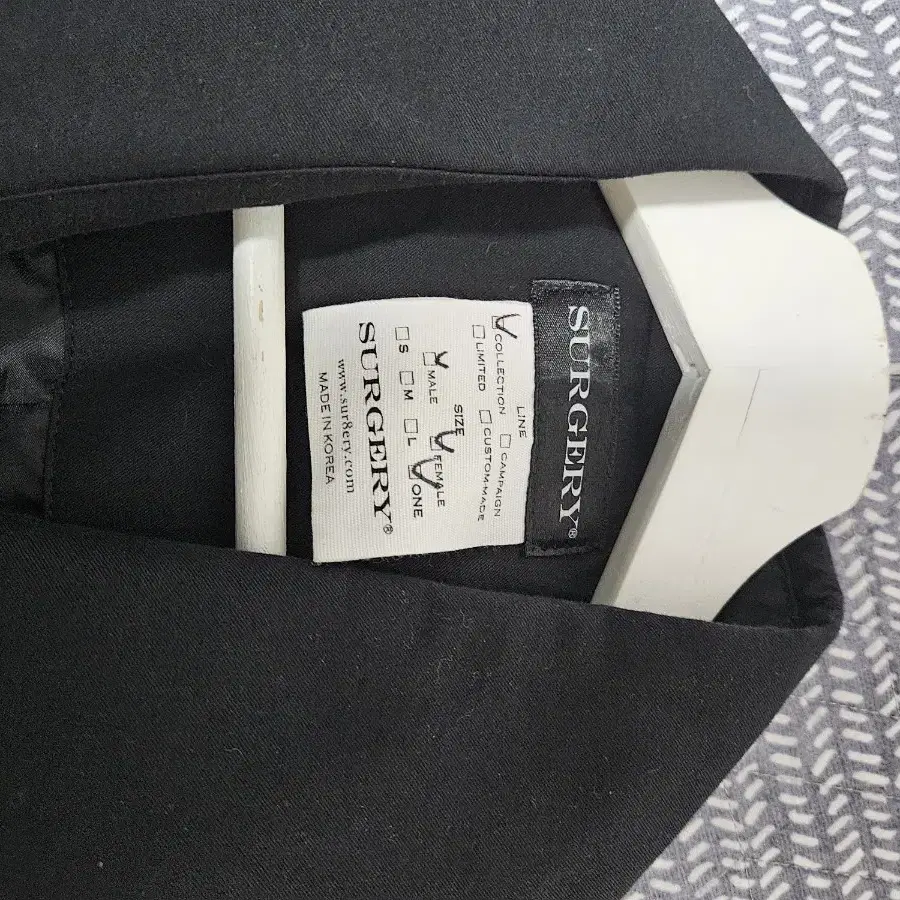 SURGERY®
LINE
☑COLLECTION ☐CAMPAIGN
☐LIMITED ☐CUSTOM-MADE
SIZE
☑MALE ☑FEMALE
☐S ☐M ☐L ☑ONE
SURGERY®
www.sur8ery.com
MADE IN KOREA